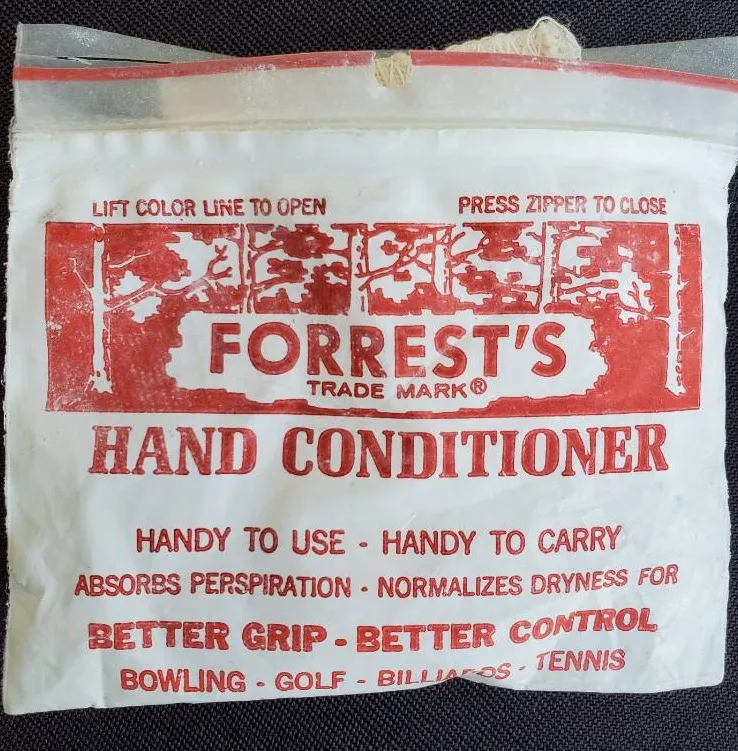 LIFT COLOR LINE TO OPEN PRESS ZIPPER TO CLOSE
FORREST'S
TRADE MARK®
HAND CONDITIONER
HANDY TO USE - HANDY TO CARRY
ABSORBS PERSPIRATION - NORMALIZES DRYNESS FOR
BETTER GRIP - BETTER CONTROL
BOWLING - GOLF - BILLIARDS - TENNIS